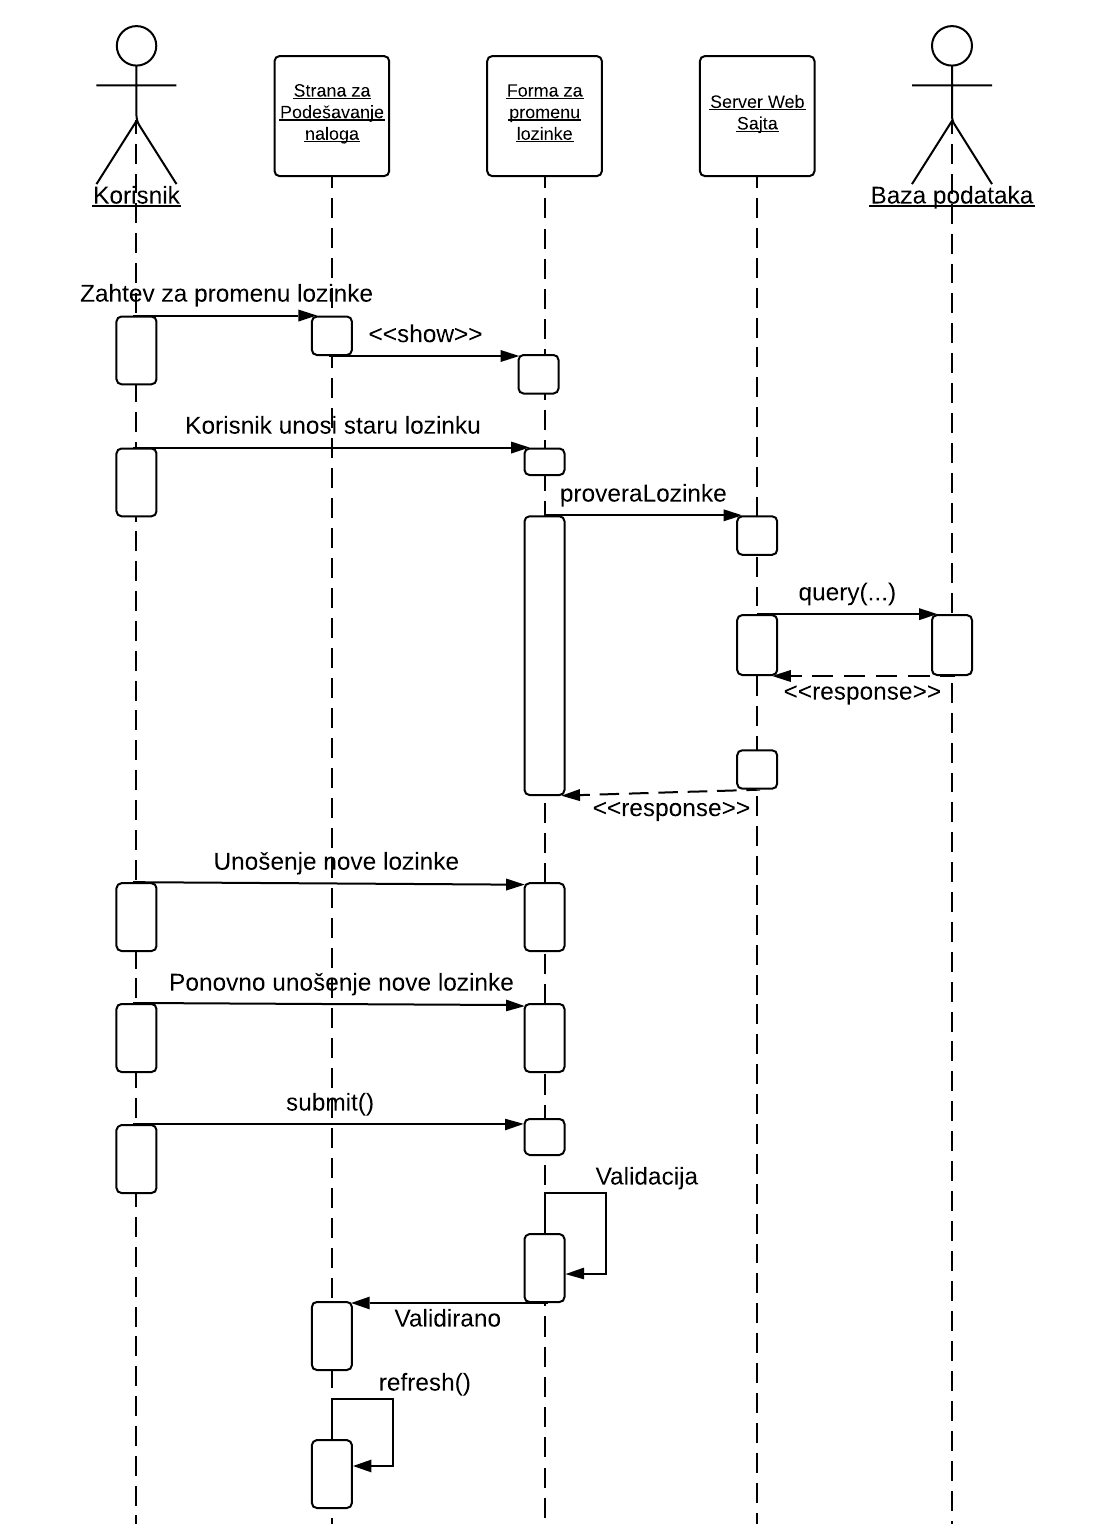 Strana za
Podešavanje
naloga
Forma za
promenu
lozinke
Server Web
Sajta
Korisnik
Baza podataka
Zahtev za promenu lozinke
<<show>>
Korisnik unosi staru lozinku
proveraLozinke
query(...)
<<response>>
<<response>>
Unošenje nove lozinke
Ponovno unošenje nove lozinke
submit()
Validacija
Validirano
refresh()